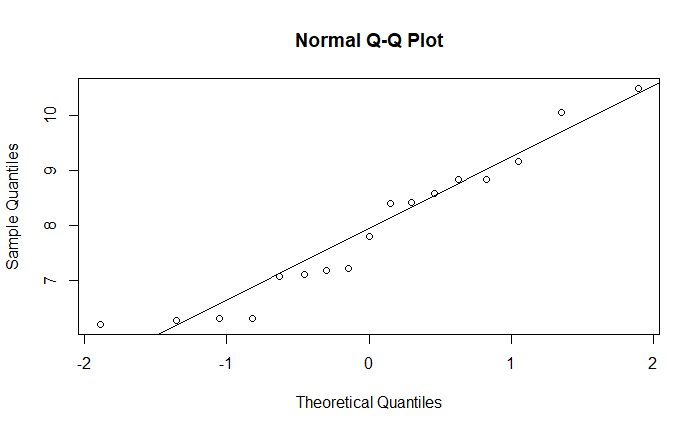 Normal Q-Q Plot
10
9
8
7
Sample Quantiles
-2 -1 0 1 2
Theoretical Quantiles